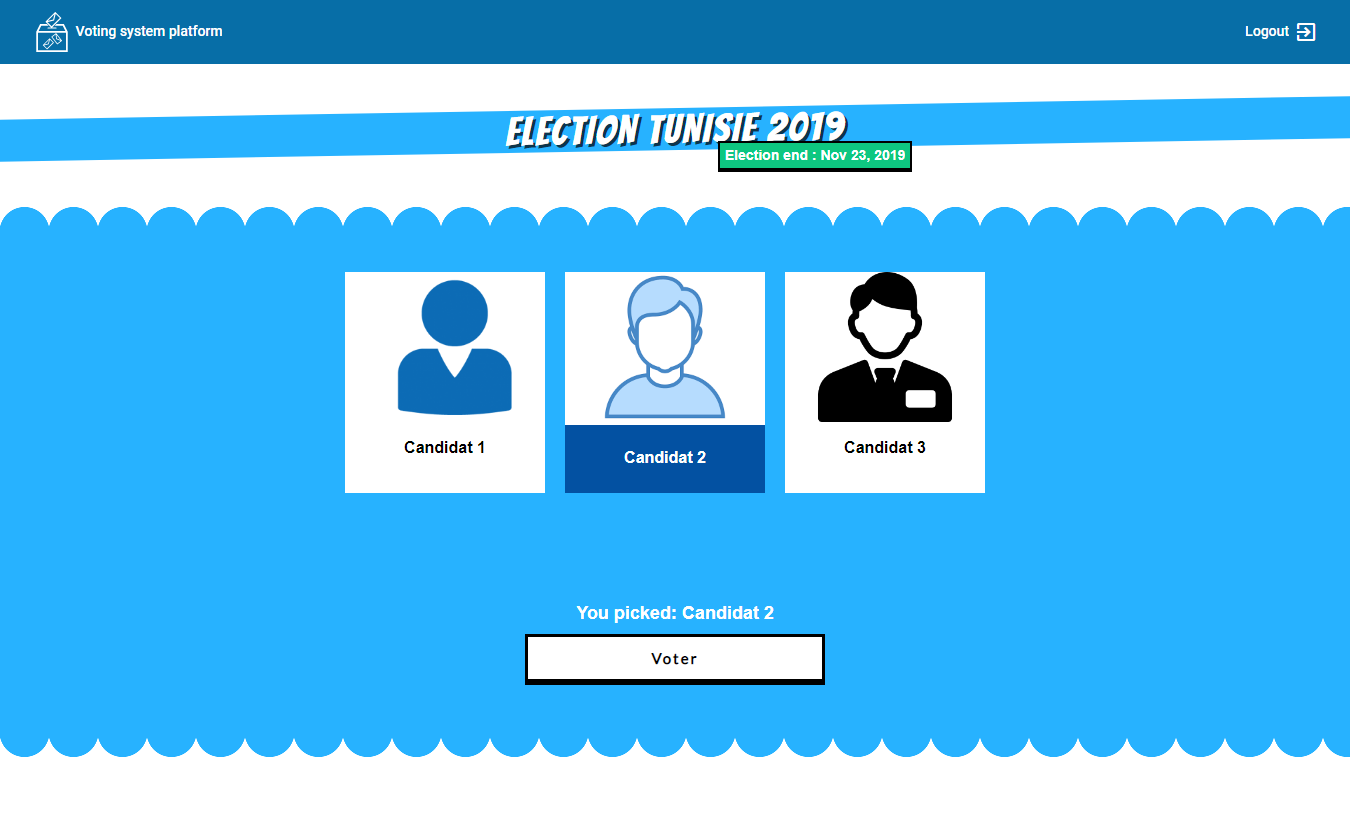 Voting system platform
Logout
ELECTION TUNISIE 2019
Election end : Nov 23, 2019
Candidat 1
Candidat 2
Candidat 3
You picked: Candidat 2
Voter